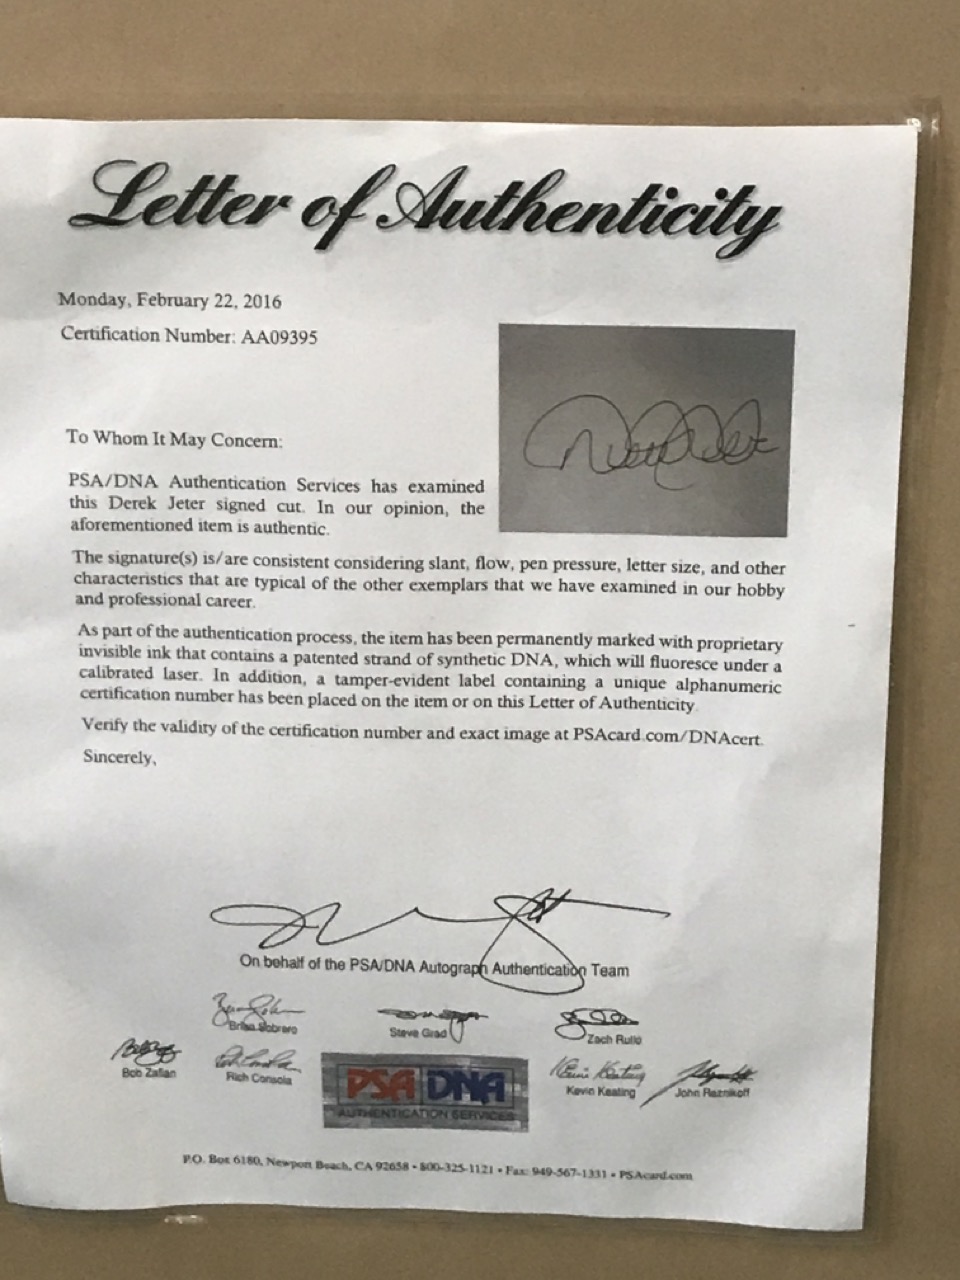 Letter of Authenticity
Monday, February 22, 2016
Certification Number: AA09395
To Whom It May Concern:
PSA/DNA Authentication Services has examined
this Derek Jeter signed cut. In our opinion, the
aforementioned item is authentic.
The signature(s) is/are consistent considering slant, flow, pen pressure, letter size, and other
characteristics that are typical of the other exemplars that we have examined in our hobby
and professional career.
As part of the authentication process, the item has been permanently marked with proprietary
invisible ink that contains a patented strand of synthetic DNA, which will fluoresce under a
calibrated laser. In addition, a tamper-evident label containing a unique alphanumeric
certification number has been placed on the item or on this Letter of Authenticity.
Verify the validity of the certification number and exact image at PSAcard.com/DNAcert.
Sincerely,
On behalf of the PSA/DNA Autograph Authentication Team
Brian Sobrero
Steve Grad
Zach Rullo
Bob Zafian
Rich Consola
Kevin Keating
John Reznikoff
PSA DNA
AUTHENTICATION SERVICES
P.O. Box 6180, Newport Beach, CA 92658 • 800-325-1121 • Fax: 949-567-1331 • PSAcard.com